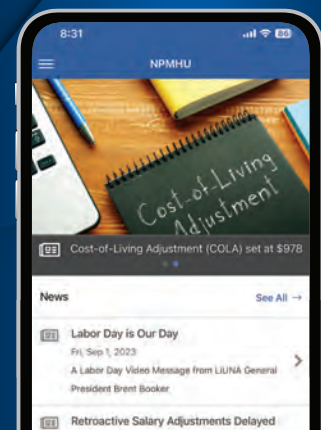 8:31
86
NPMHU
Cost-of-Living
Adjustment
Cost-of-Living Adjustment (COLA) set at $978
News
See All →
Labor Day is Our Day
Fri, Sep 1, 2023
A Labor Day Video Message from LiUNA General
President Brent Booker
Retroactive Salary Adjustments Delayed